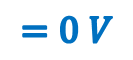 = 0 V